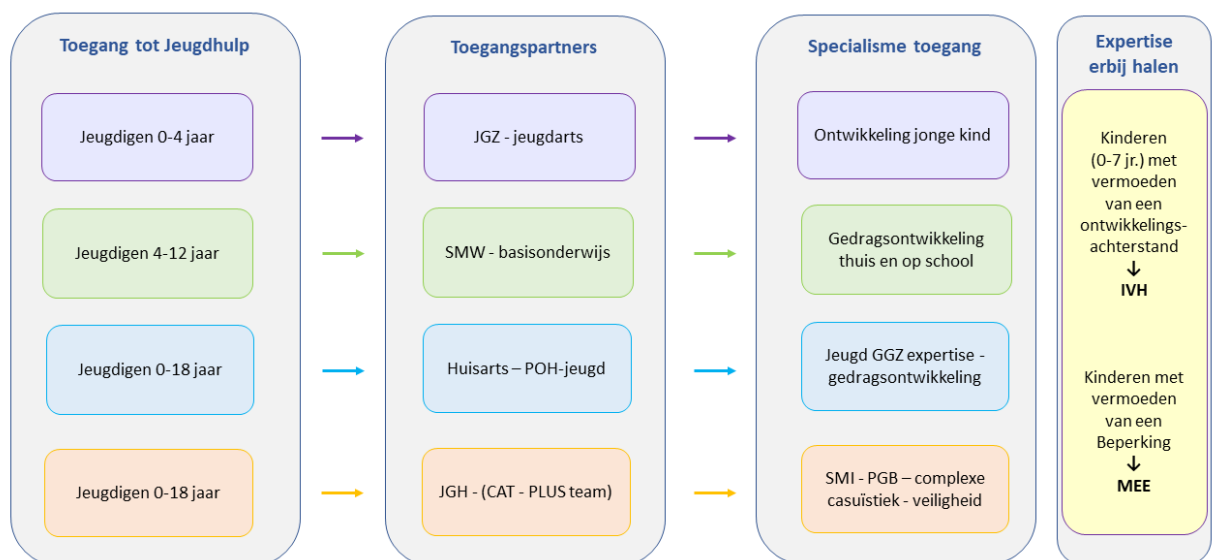 Toegang tot Jeugdhulp
Jeugdigen 0-4 jaar
Jeugdigen 4-12 jaar
Jeugdigen 0-18 jaar
Jeugdigen 0-18 jaar
Toegangspartners
JGZ - jeugdarts
SMW - basisonderwijs
Huisarts – POH-jeugd
JGH - (CAT - PLUS team)
Specialisme toegang
Ontwikkeling jonge kind
Gedragsontwikkeling
thuis en op school
Jeugd GGZ expertise -
gedragsontwikkeling
SMI - PGB – complexe
casuïstiek - veiligheid
Expertise
erbij halen
Kinderen
(0-7 jr.) met
vermoeden
van een
ontwikkelings-
achterstand
↓
IVH
Kinderen met
vermoeden
van een
Beperking
↓
MEE